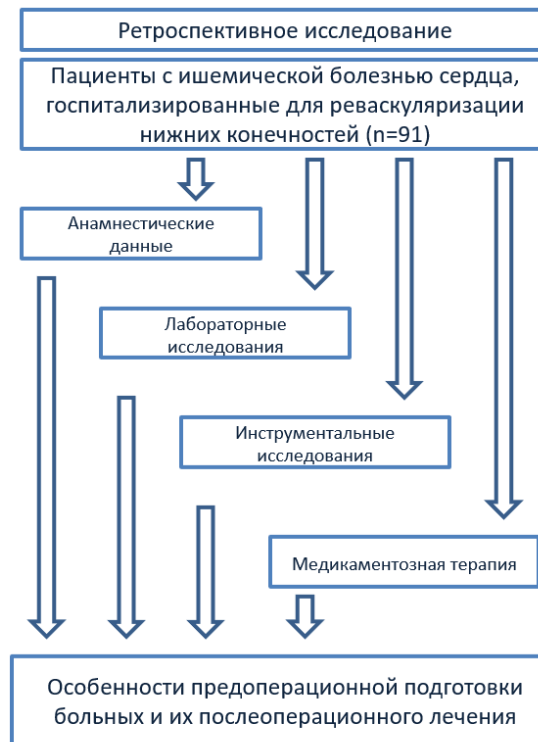 Ретроспективное исследование
Пациенты с ишемической болезнью сердца,
госпитализированные для реваскуляризации
нижних конечностей (n=91)
Анамнестические
данные
Лабораторные
исследования
Инструментальные
исследования
Медикаментозная терапия
Особенности предоперационной подготовки
больных и их послеоперационного лечения